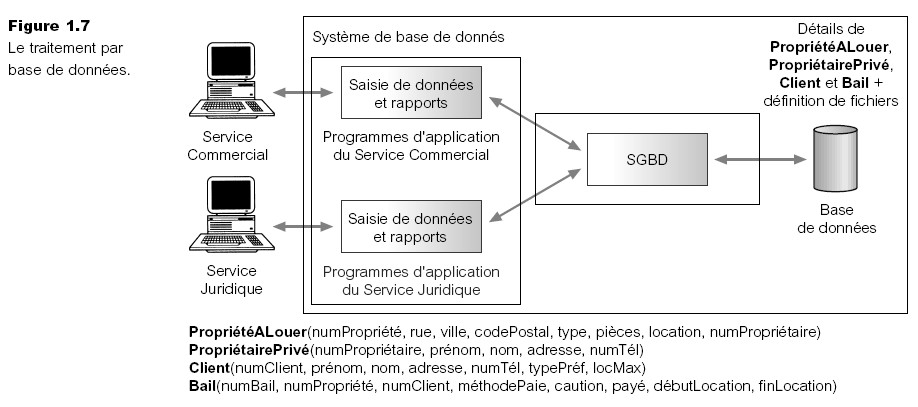 Figure 1.7
Le traitement par
base de données.
Système de base de donnés
Saisie de données
et rapports
Programmes d'application
du Service Commercial
Service
Commercial
Saisie de données
et rapports
Programmes d'application
du Service Juridique
Service
Juridique
SGBD
Détails de
PropriétéALouer,
PropriétairePrivé,
Client et Bail +
définition de fichiers
Base
de données
PropriétéALouer(numPropriété, rue, ville, codePostal, type, pièces, location, numPropriétaire)
PropriétairePrivé(numPropriétaire, prénom, nom, adresse, numTél)
Client(numClient, prénom, nom, adresse, numTél, typePréf, locMax)
Bail(numBail, numPropriété, numClient, méthodePaie, caution, payé, débutLocation, finLocation)